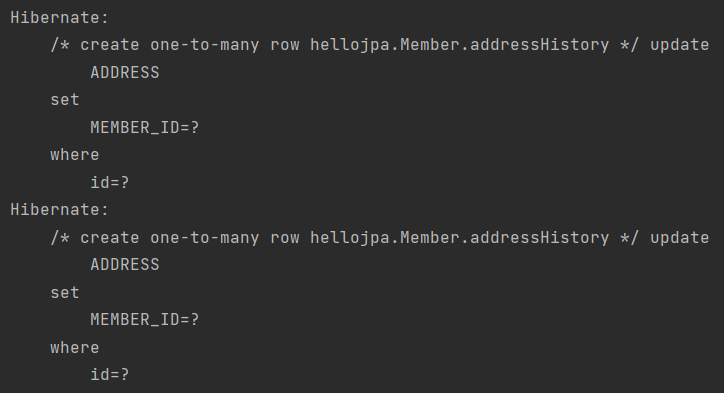 Hibernate:
/* create one-to-many row hellojpa.Member.addressHistory */ update
ADDRESS
set
MEMBER_ID=?
where
id=?
Hibernate:
/* create one-to-many row hellojpa.Member.addressHistory */ update
ADDRESS
set
MEMBER_ID=?
where
id=?